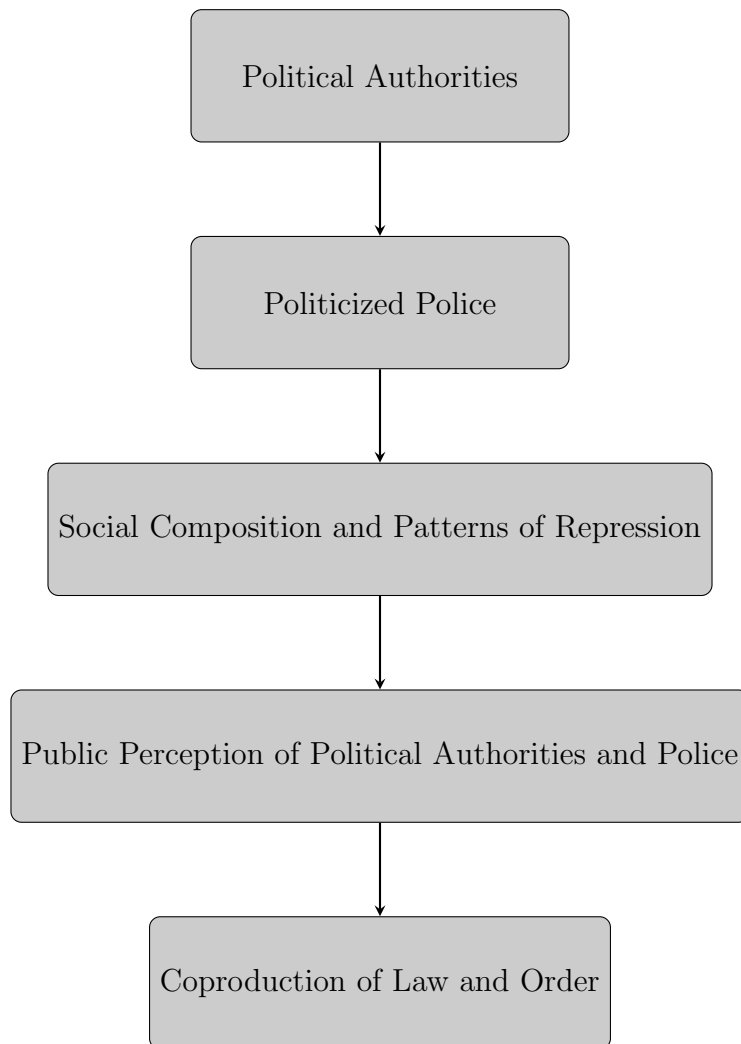 Political Authorities
Politicized Police
Social Composition and Patterns of Repression
Public Perception of Political Authorities and Police
Coproduction of Law and Order